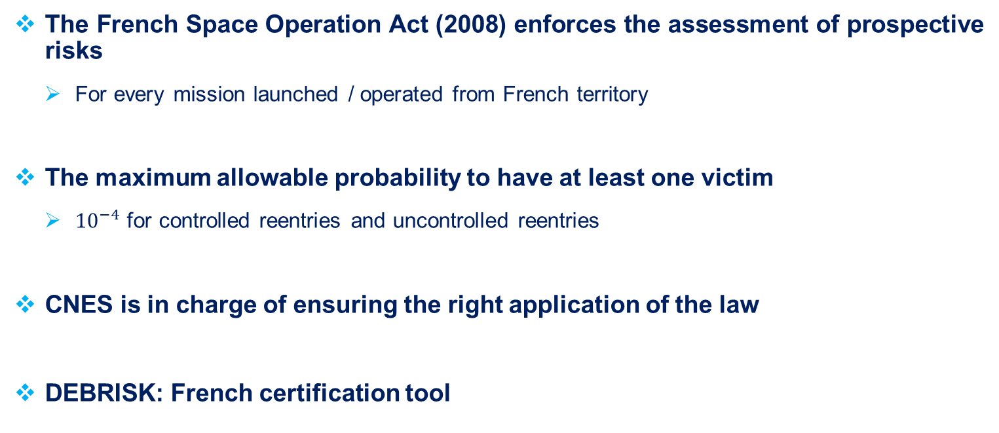 ❖ The French Space Operation Act (2008) enforces the assessment of prospective
risks
➢ For every mission launched / operated from French territory
❖ The maximum allowable probability to have at least one victim
➢ 10⁻⁴ for controlled reentries and uncontrolled reentries
❖ CNES is in charge of ensuring the right application of the law
❖ DEBRISK: French certification tool